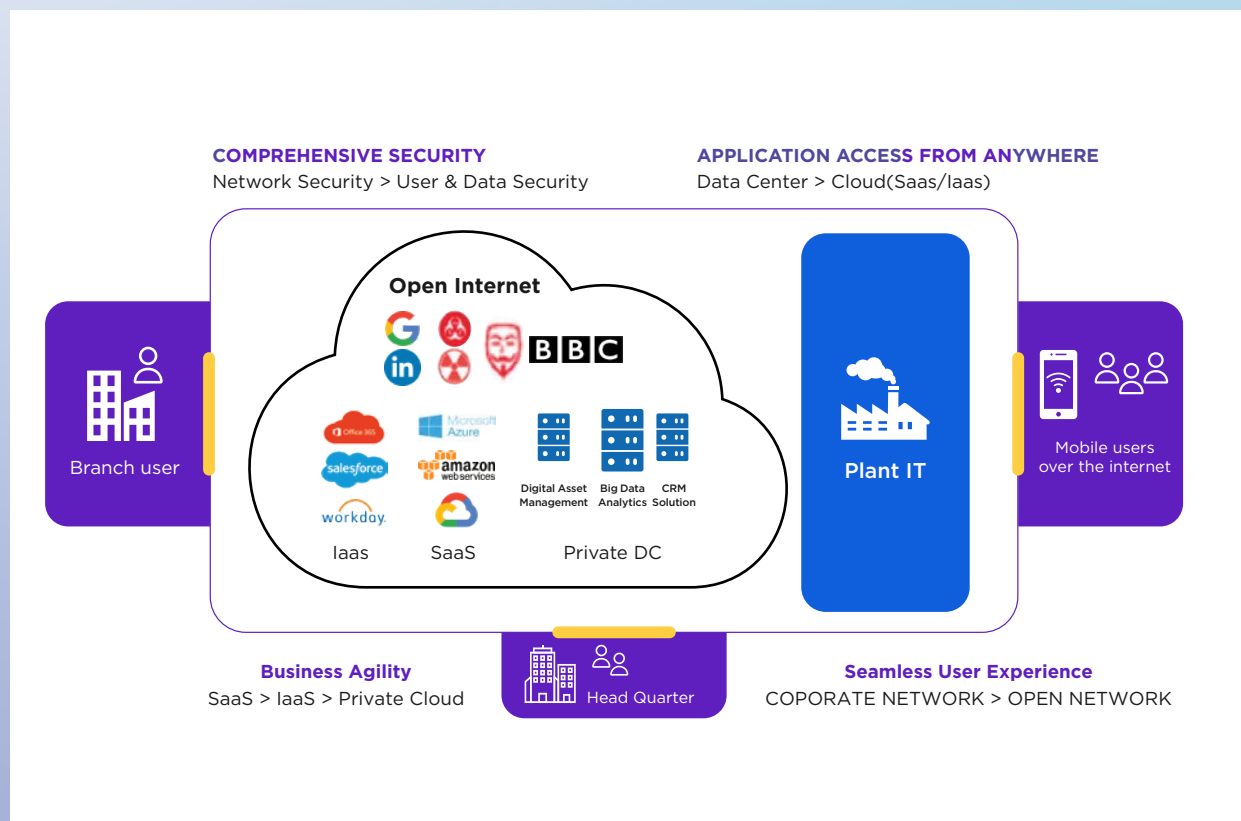 COMPREHENSIVE SECURITY
Network Security > User & Data Security
APPLICATION ACCESS FROM ANYWHERE
Data Center > Cloud(Saas/Iaas)
Open Internet
G
in
BBC
Office 365
Microsoft
Azure
salesforce
amazon
webservices
workday.
Digital Asset
Management
Big Data
Analytics
CRM
Solution
Iaas
SaaS
Private DC
Plant IT
Branch user
Mobile users
over the internet
Head Quarter
Business Agility
SaaS > IaaS > Private Cloud
Seamless User Experience
COPORATE NETWORK > OPEN NETWORK